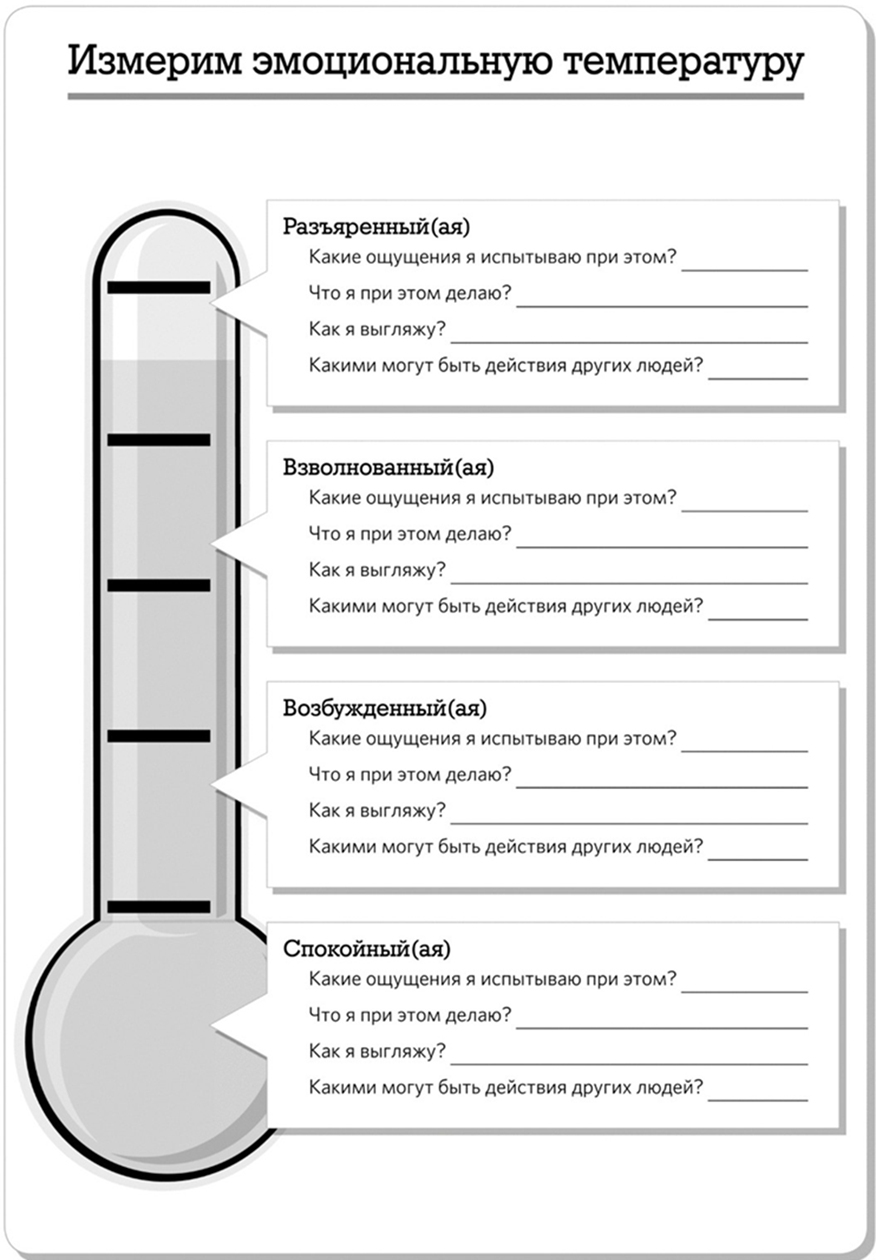 Измерим эмоциональную температуру
Разъяренный(ая)
Какие ощущения я испытываю при этом?
Что я при этом делаю?
Как я выгляжу?
Какими могут быть действия других людей?
Взволнованный(ая)
Какие ощущения я испытываю при этом?
Что я при этом делаю?
Как я выгляжу?
Какими могут быть действия других людей?
Возбужденный(ая)
Какие ощущения я испытываю при этом?
Что я при этом делаю?
Как я выгляжу?
Какими могут быть действия других людей?
Спокойный(ая)
Какие ощущения я испытываю при этом?
Что я при этом делаю?
Как я выгляжу?
Какими могут быть действия других людей?